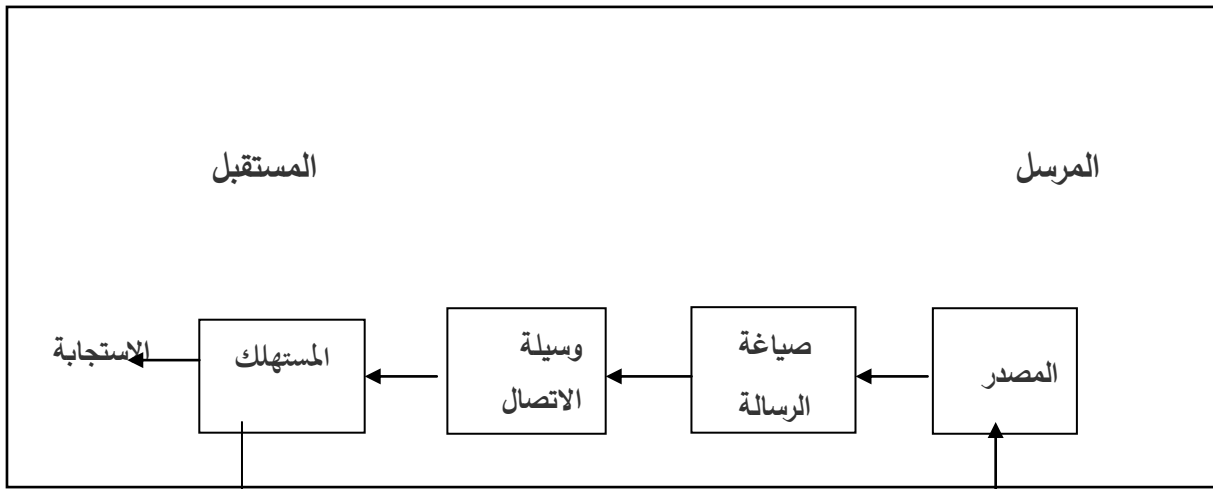 المرسل
المستقبل
المصدر
صياغة
الرسالة
وسيلة
الاتصال
المستهلك
الاستجابة